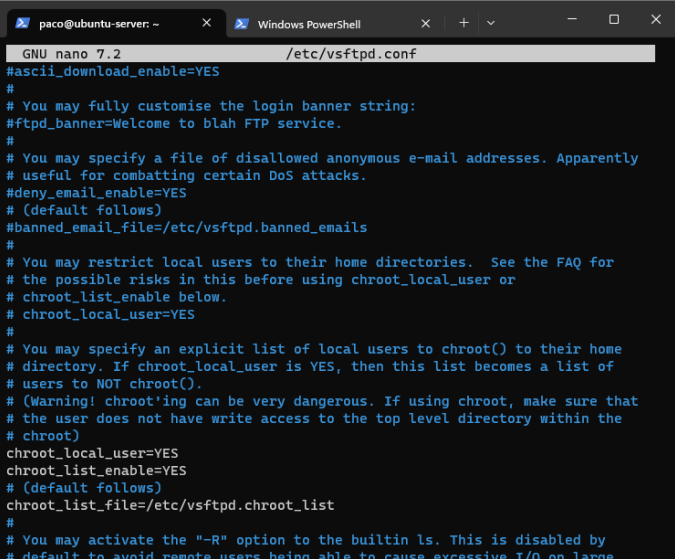 paco@ubuntu-server: ~
Windows PowerShell
GNU nano 7.2 /etc/vsftpd.conf
#ascii_download_enable=YES
#
# You may fully customise the login banner string:
#ftpd_banner=Welcome to blah FTP service.
#
# You may specify a file of disallowed anonymous e-mail addresses. Apparently
# useful for combatting certain DoS attacks.
#deny_email_enable=YES
# (default follows)
#banned_email_file=/etc/vsftpd.banned_emails
#
# You may restrict local users to their home directories.  See the FAQ for
# the possible risks in this before using chroot_local_user or
# chroot_list_enable below.
# chroot_local_user=YES
#
# You may specify an explicit list of local users to chroot() to their home
# directory. If chroot_local_user is YES, then this list becomes a list of
# users to NOT chroot().
# (Warning! chroot'ing can be very dangerous. If using chroot, make sure that
# the user does not have write access to the top level directory within the
# chroot)
chroot_local_user=YES
chroot_list_enable=YES
# (default follows)
chroot_list_file=/etc/vsftpd.chroot_list
#
# You may activate the "-R" option to the builtin ls. This is disabled by
# default to avoid remote users being able to cause excessive I/O on large